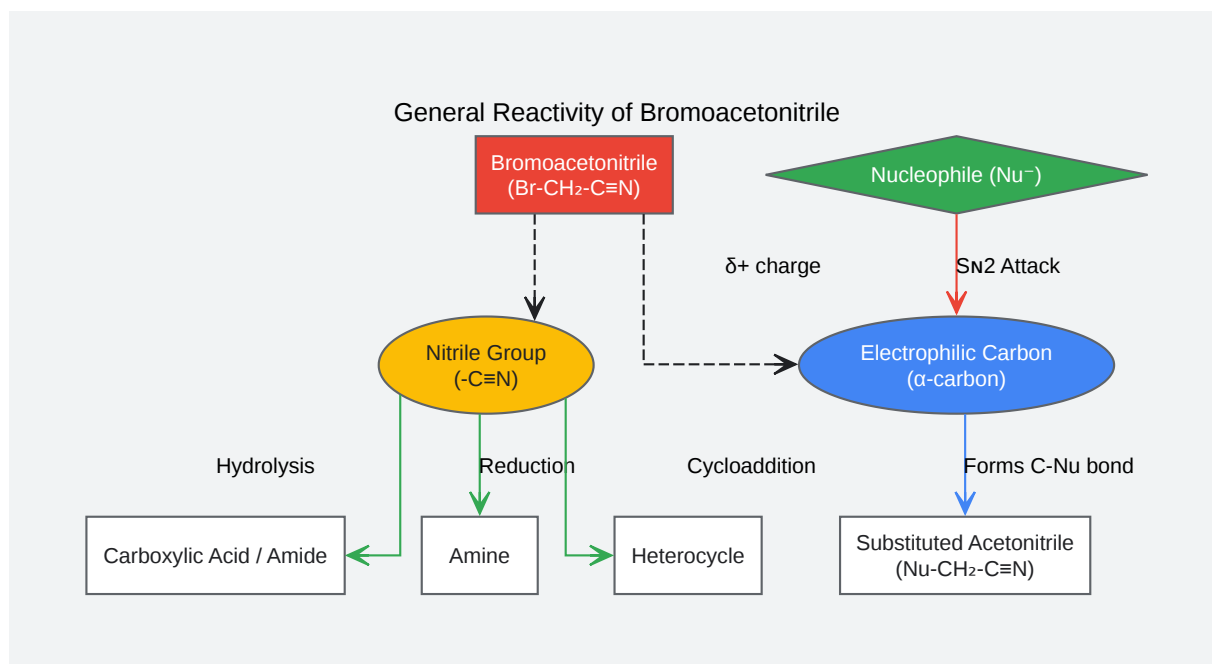 General Reactivity of Bromoacetonitrile
Bromoacetonitrile
(Br-CH₂-C≡N)
Nucleophile (Nu⁻)
δ+ charge
Sɴ2 Attack
Nitrile Group
(-C≡N)
Electrophilic Carbon
(α-carbon)
Hydrolysis
Reduction
Cycloaddition
Forms C-Nu bond
Carboxylic Acid / Amide
Amine
Heterocycle
Substituted Acetonitrile
(Nu-CH₂-C≡N)